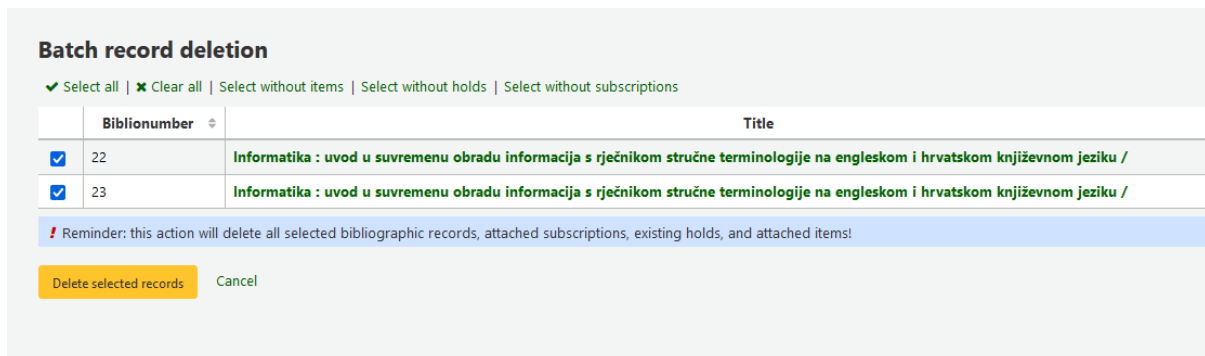 Batch record deletion
Select all | Clear all | Select without items | Select without holds | Select without subscriptions
Biblionumber Title
22 Informatika : uvod u suvremenu obradu informacija s rječnikom stručne terminologije na engleskom i hrvatskom književnom jeziku /
23 Informatika : uvod u suvremenu obradu informacija s rječnikom stručne terminologije na engleskom i hrvatskom književnom jeziku /
! Reminder: this action will delete all selected bibliographic records, attached subscriptions, existing holds, and attached items!
Delete selected records Cancel